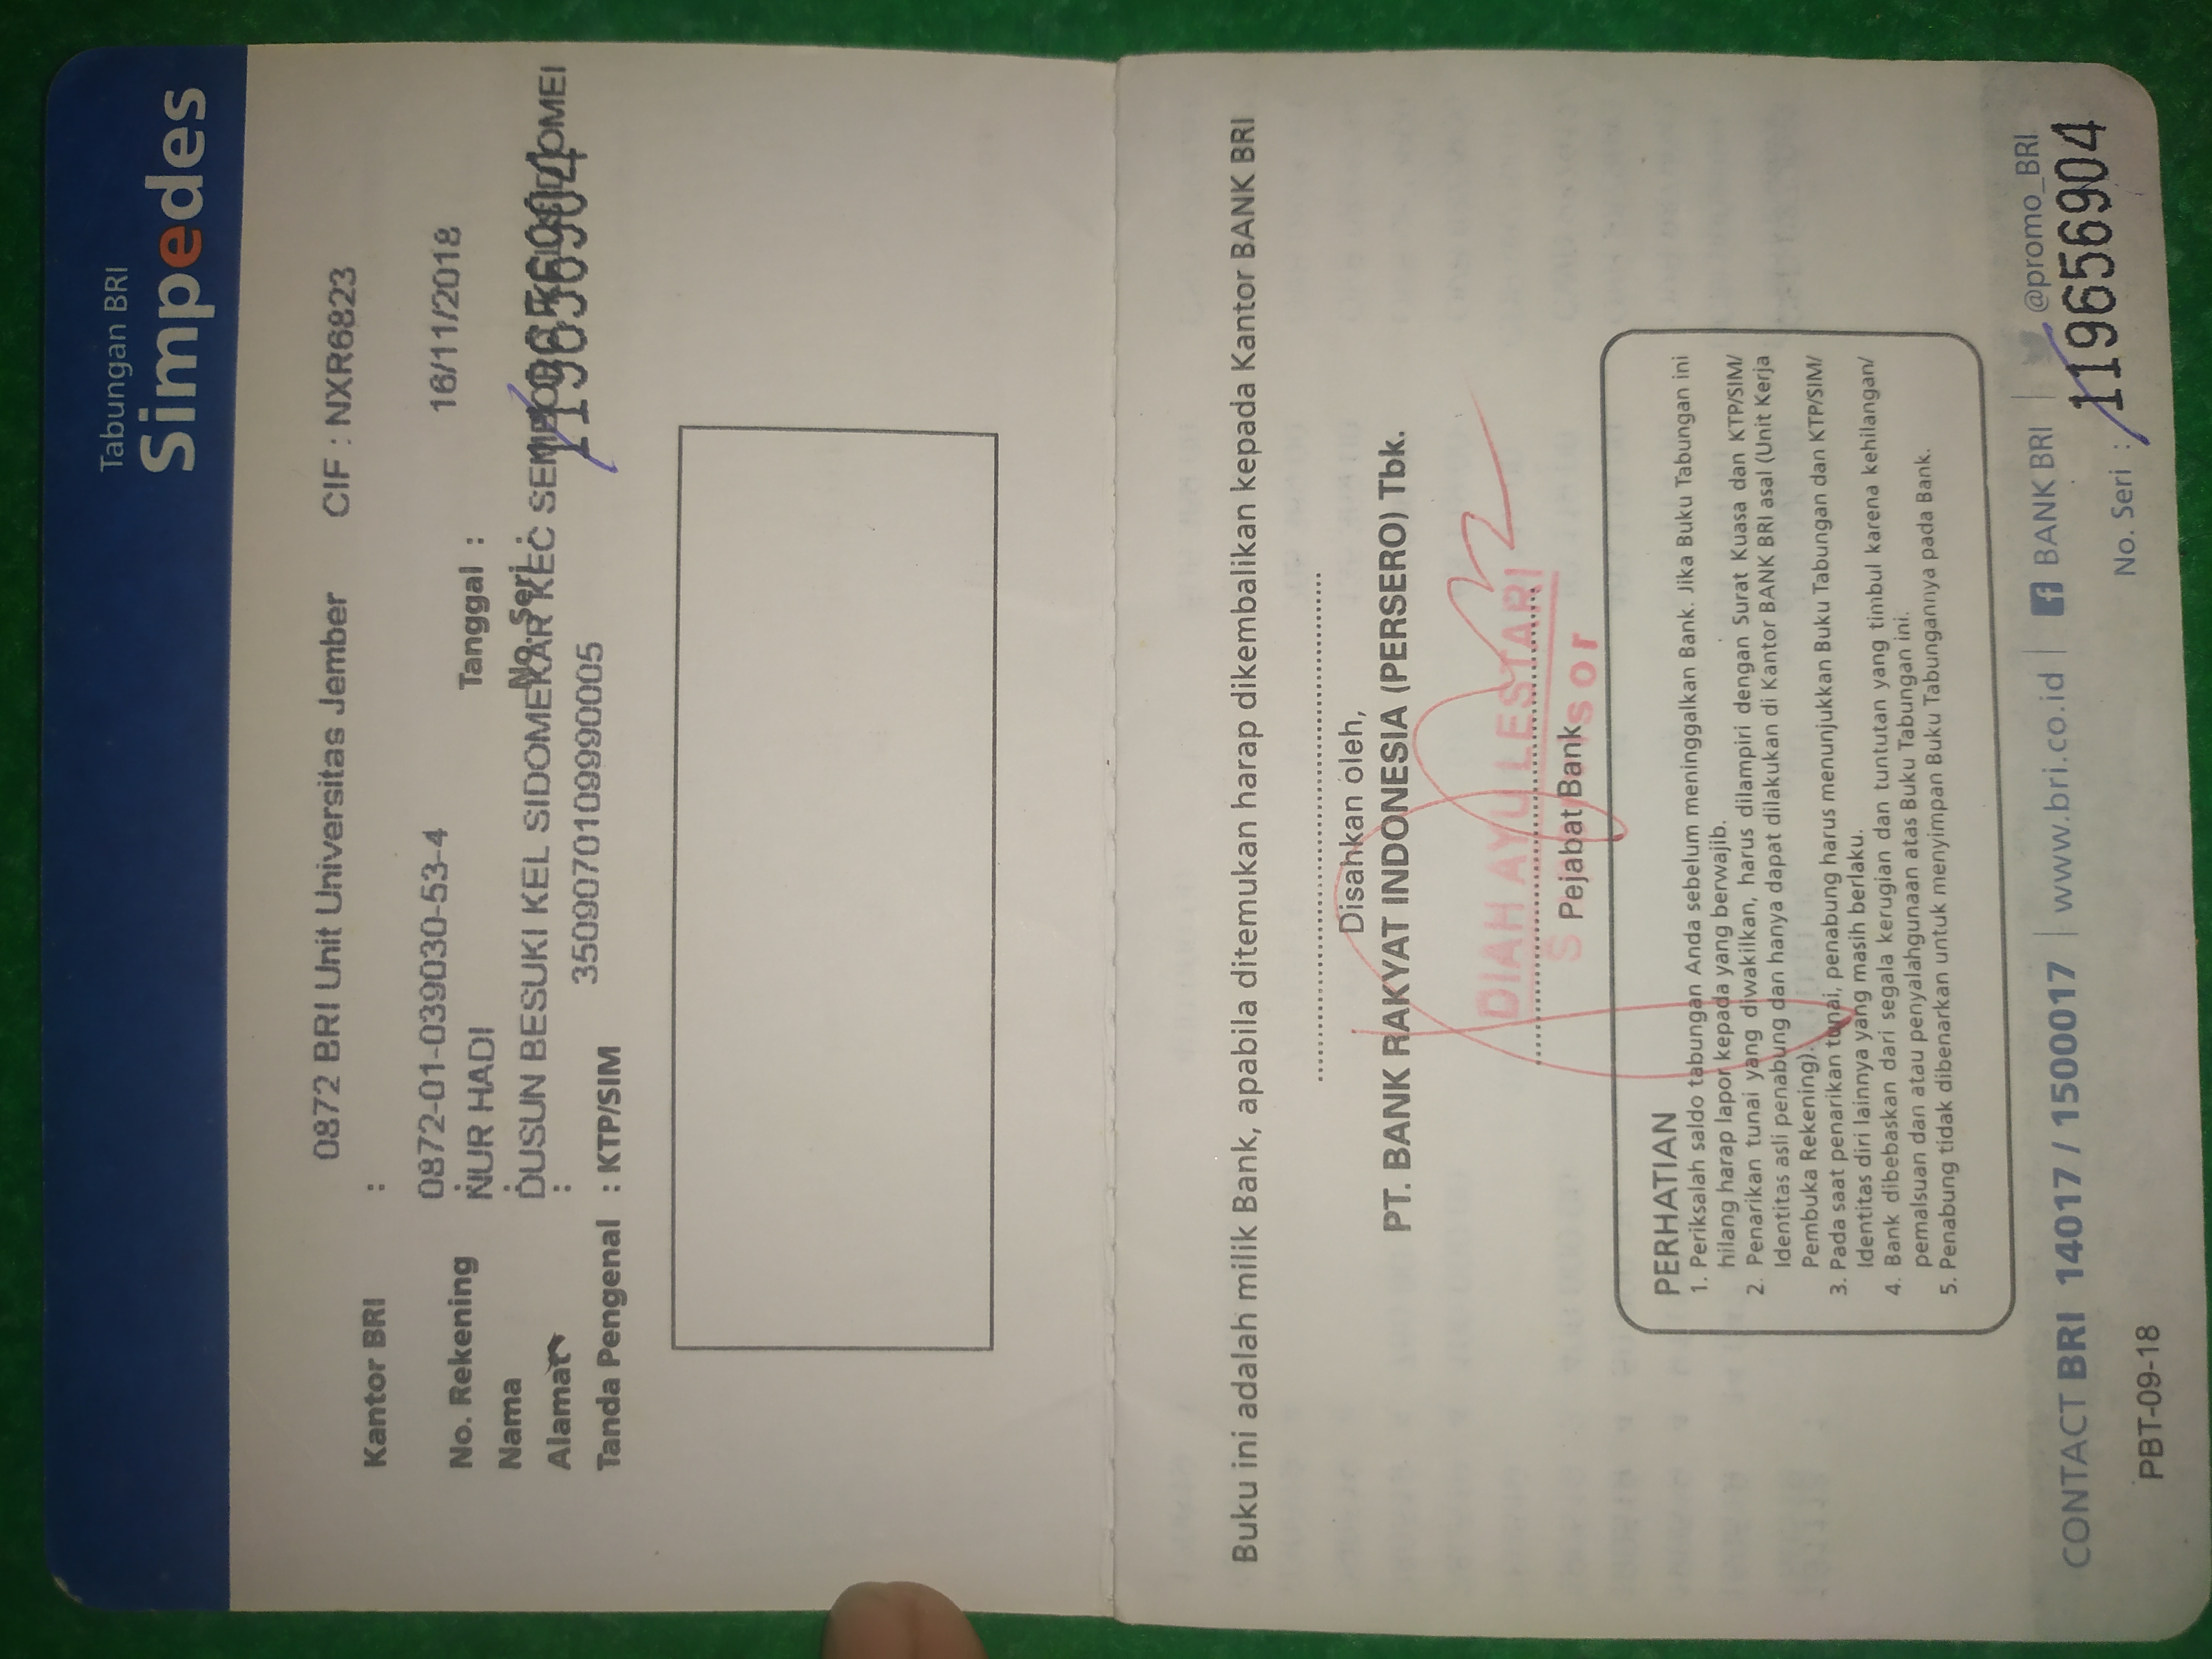 Tabungan BRI
Simpedes
0872 BRI Unit Universitas Jember CIF : NXR6823
Kantor BRI :
0872-01-039030-53-4 16/11/2018
No. Rekening : Tanggal :
NUR HADI
Nama : No. Seri :
DUSUN BESUKI KEL SIDOMEKAR KEC 119656904
Alamat :
3509070109990005
Tanda Pengenal : KTP/SIM
Buku ini adalah milik Bank, apabila ditemukan harap dikembalikan kepada Kantor BANK BRI
Disahkan oleh,
PT. BANK RAKYAT INDONESIA (PERSERO) Tbk.
DIAH AYU LESTARI
Supervisor
Pejabat Bank
PERHATIAN
1. Periksalah saldo tabungan Anda sebelum meninggalkan Bank. Jika Buku Tabungan ini
hilang harap lapor kepada yang berwajib.
2. Penarikan tunai yang diwakilkan, harus dilampiri dengan Surat Kuasa dan KTP/SIM/
Identitas asli penabung dan hanya dapat dilakukan di Kantor BANK BRI asal (Unit Kerja
Pembuka Rekening).
3. Pada saat penarikan tunai, penabung harus menunjukkan Buku Tabungan dan KTP/SIM/
Identitas diri lainnya yang masih berlaku.
4. Bank dibebaskan dari segala kerugian dan tuntutan yang timbul karena kehilangan/
pemalsuan dan atau penyalahgunaan atas Buku Tabungan ini.
5. Penabung tidak dibenarkan untuk menyimpan Buku Tabungannya pada Bank.
CONTACT BRI 14017 / 1500017 | www.bri.co.id | BANK BRI | @promo_BRI
No. Seri : 119656904
PBT-09-18